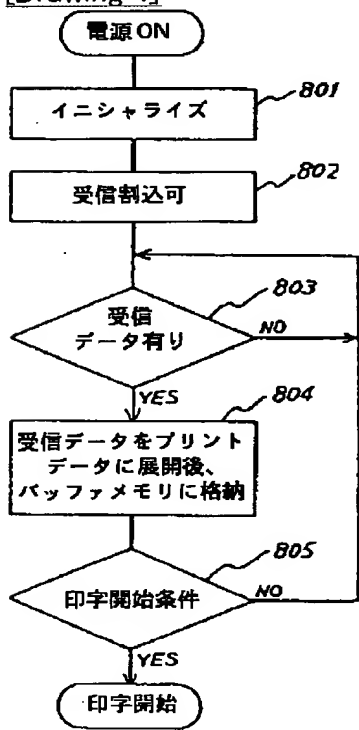 電源ON
イニシャライズ
801
受信割込可
802
受信
データ有り
803
NO
YES
受信データをプリント
データに展開後、
バッファメモリに格納
804
印字開始条件
805
NO
YES
印字開始